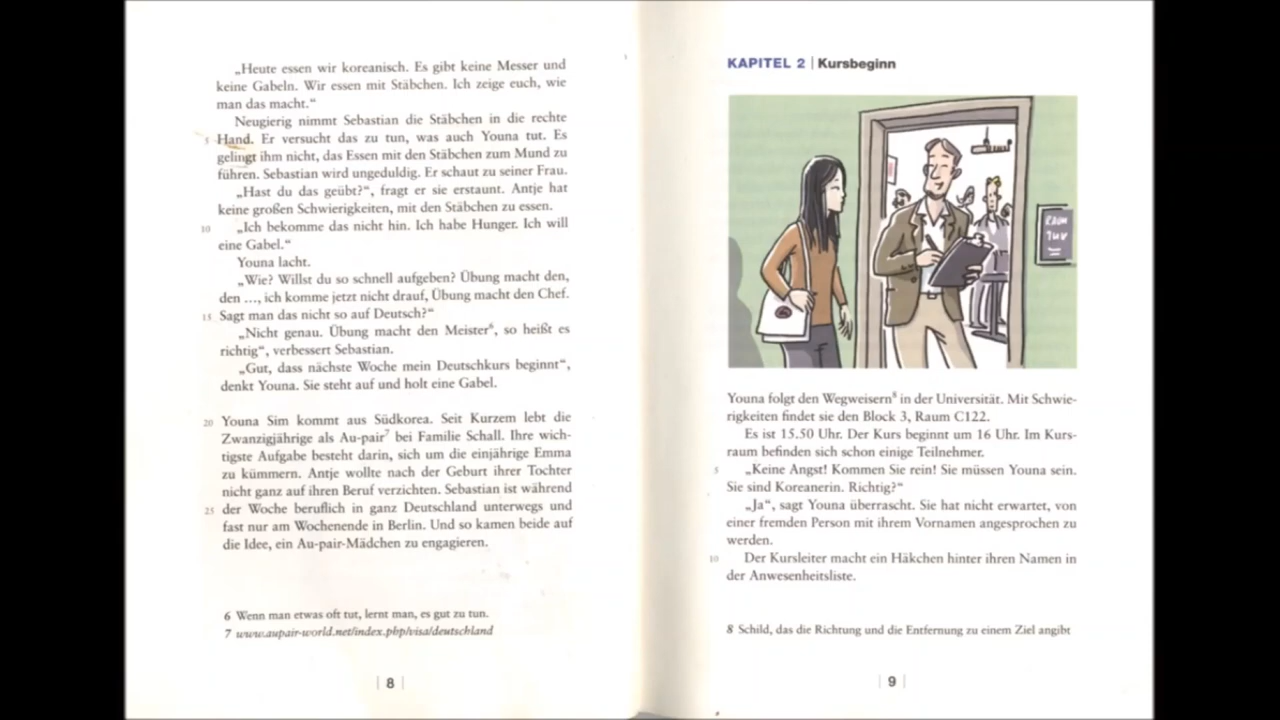 „Heute essen wir koreanisch. Es gibt keine Messer und
keine Gabeln. Wir essen mit Stäbchen. Ich zeige euch, wie
man das macht.“
Neugierig nimmt Sebastian die Stäbchen in die rechte
5 Hand. Er versucht das zu tun, was auch Youna tut. Es
gelingt ihm nicht, das Essen mit den Stäbchen zum Mund zu
führen. Sebastian wird ungeduldig. Er schaut zu seiner Frau.
„Hast du das geübt?“, fragt er sie erstaunt. Antje hat
keine großen Schwierigkeiten, mit den Stäbchen zu essen.
10 „Ich bekomme das nicht hin. Ich habe Hunger. Ich will
eine Gabel.“
Youna lacht.
„Wie? Willst du so schnell aufgeben? Übung macht den,
den ..., ich komme jetzt nicht drauf, Übung macht den Chef.
15 Sagt man das nicht so auf Deutsch?“
„Nicht genau. Übung macht den Meister⁶, so heißt es
richtig“, verbessert Sebastian.
„Gut, dass nächste Woche mein Deutschkurs beginnt“,
denkt Youna. Sie steht auf und holt eine Gabel.
20 Youna Sim kommt aus Südkorea. Seit Kurzem lebt die
Zwanzigjährige als Au-pair⁷ bei Familie Schall. Ihre wich-
tigste Aufgabe besteht darin, sich um die einjährige Emma
zu kümmern. Antje wollte nach der Geburt ihrer Tochter
nicht ganz auf ihren Beruf verzichten. Sebastian ist während
25 der Woche beruflich in ganz Deutschland unterwegs und
fast nur am Wochenende in Berlin. Und so kamen beide auf
die Idee, ein Au-pair-Mädchen zu engagieren.
6 Wenn man etwas oft tut, lernt man, es gut zu tun.
7 www.aupair-world.net/index.php/visa/deutschland
| 8 |
KAPITEL 2 | Kursbeginn
RAUM
Youna folgt den Wegweisern⁸ in der Universität. Mit Schwie-
rigkeiten findet sie den Block 3, Raum C122.
Es ist 15.50 Uhr. Der Kurs beginnt um 16 Uhr. Im Kurs-
raum befinden sich schon einige Teilnehmer.
5 „Keine Angst! Kommen Sie rein! Sie müssen Youna sein.
Sie sind Koreanerin. Richtig?“
„Ja“, sagt Youna überrascht. Sie hat nicht erwartet, von
einer fremden Person mit ihrem Vornamen angesprochen zu
werden.
10 Der Kursleiter macht ein Häkchen hinter ihren Namen in
der Anwesenheitsliste.
8 Schild, das die Richtung und die Entfernung zu einem Ziel angibt
| 9 |